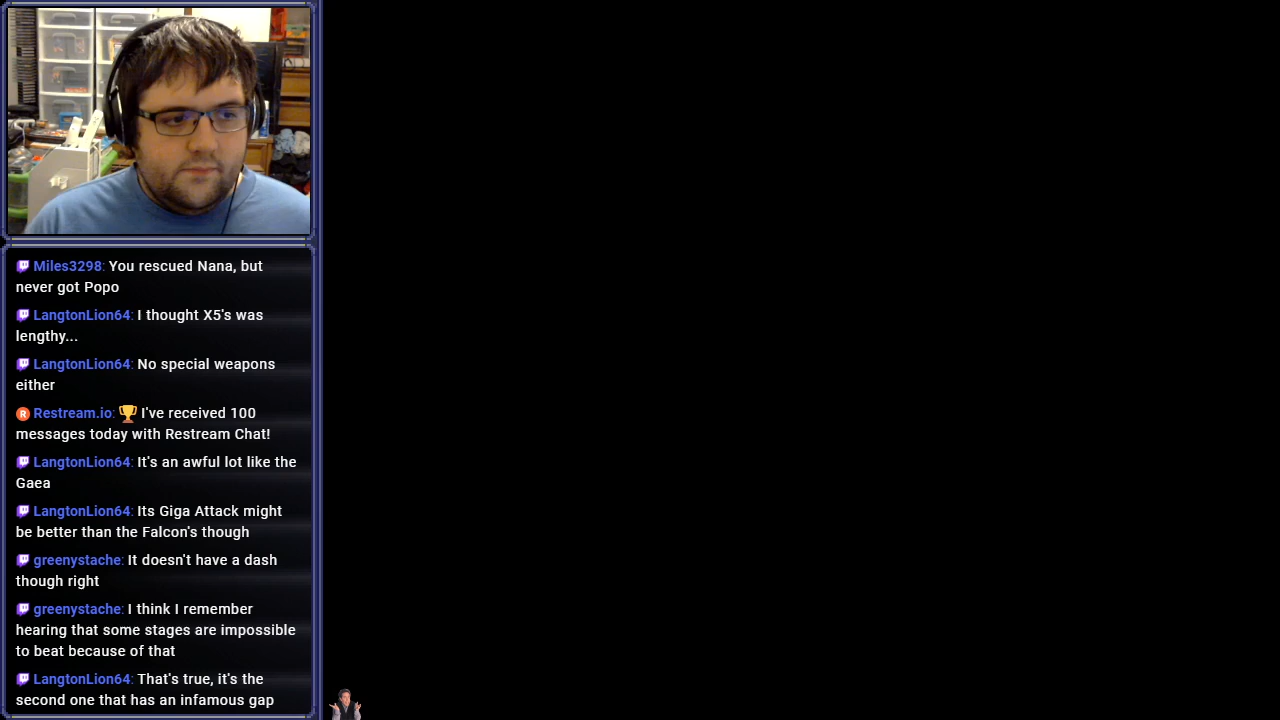 Miles3298: You rescued Nana, but
never got Popo
LangtonLion64: I thought X5's was
lengthy...
LangtonLion64: No special weapons
either
Restream.io: 🏆 I've received 100
messages today with Restream Chat!
LangtonLion64: It's an awful lot like the
Gaea
LangtonLion64: Its Giga Attack might
be better than the Falcon's though
greenystache: It doesn't have a dash
though right
greenystache: I think I remember
hearing that some stages are impossible
to beat because of that
LangtonLion64: That's true, it's the
second one that has an infamous gap